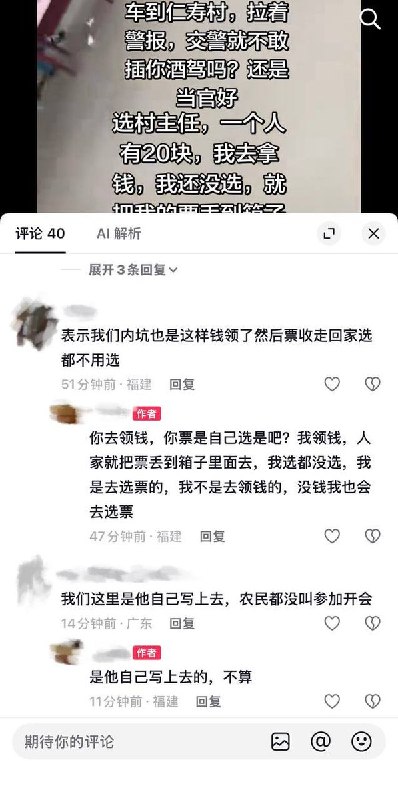 车到仁寿村，拉着
警报，交警就不敢
插你酒驾吗？还是
当官好
选村主任，一个人
有20块，我去拿
钱，我还没选，就
把我的票丢到箱子
评论 40
AI 解析
展开3条回复
表示我们内坑也是这样钱领了然后票收走回家选
都不用选
51分钟前·福建 回复
作者
你去领钱，你票是自己选是吧？我领钱，人
家就把票丢到箱子里面去，我选都没选，我
是去选票的，我不是去领钱的，没钱我也会
去选票
47分钟前·福建 回复
我们这里是他自己写上去，农民都没叫参加开会
14分钟前·广东 回复
作者
是他自己写上去的，不算
11分钟前·福建 回复
期待你的评论